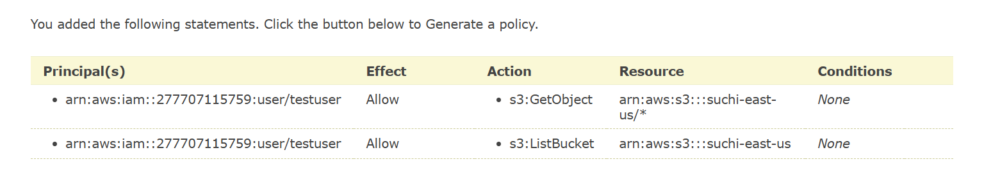 You added the following statements. Click the button below to Generate a policy.
Principal(s) Effect Action Resource Conditions
• arn:aws:iam::277707115759:user/testuser Allow • s3:GetObject arn:aws:s3:::suchi-east- None
us/*
• arn:aws:iam::277707115759:user/testuser Allow • s3:ListBucket arn:aws:s3:::suchi-east-us None